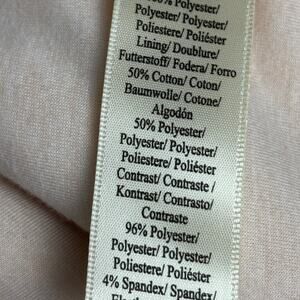 Polyester/
Polyester/ Polyester/
Poliestere/ Poliéster
Lining/ Doublure/
Futterstoff/ Fodera/ Forro
50% Cotton/ Coton/
Baumwolle/ Cotone/
Algodón
50% Polyester/
Polyester/ Polyester/
Poliestere/ Poliéster
Contrast/ Contraste /
Kontrast/ Contrasto/
Contraste
96% Polyester/
Polyester/ Polyester/
Poliestere/ Poliéster
4% Spandex/ Spandex/